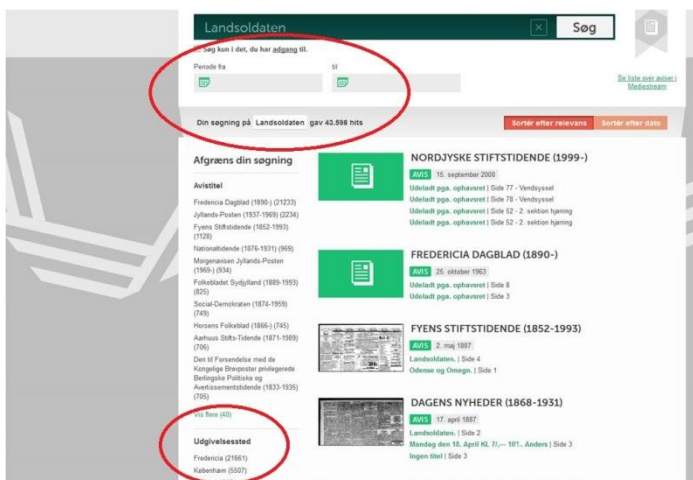 Landsoldaten
Søg
Søg kun i det, du har adgang til.
Periode fra
til
Se liste over aviser i
Mediestream
Din søgning på Landsoldaten gav 43.598 hits
Sortér efter relevans
Sortér efter dato
Afgræns din søgning
Avistitel
Fredericia Dagblad (1890-) (21233)
Jyllands-Posten (1937-1969) (2234)
Fyens Stiftstidende (1852-1993)
(1128)
Nationaltidende (1876-1931) (969)
Morgenavisen Jyllands-Posten
(1969-) (934)
Folkebladet Sydjylland (1889-1993)
(825)
Social-Demokraten (1874-1959)
(749)
Horsens Folkeblad (1866-) (745)
Aarhuus Stifts-Tidende (1871-1989)
(706)
Den til Forsendelse med de
Kongelige Brevposter privilegerede
Berlingske Politiske og
Avertissementstidende (1833-1935)
(705)
Vis flere (40)
Udgivelsessted
Fredericia (21661)
København (5507)
NORDJYSKE STIFTSTIDENDE (1999-)
AVIS 15. september 2008
Udeladt pga. ophavsret | Side 77 - Vendsyssel
Udeladt pga. ophavsret | Side 78 - Vendsyssel
Udeladt pga. ophavsret | Side 52 - 2. sektion hjørring
Udeladt pga. ophavsret | Side 52 - 2. sektion hjørring
FREDERICIA DAGBLAD (1890-)
AVIS 25. oktober 1963
Udeladt pga. ophavsret | Side 8
Udeladt pga. ophavsret | Side 3
FYENS STIFTSTIDENDE (1852-1993)
AVIS 2. maj 1887
Landsoldaten. | Side 4
Odense og Omegn. | Side 1
DAGENS NYHEDER (1868-1931)
AVIS 17. april 1887
Landsoldaten. | Side 2
Mandag den 18. April KL 7/,— 10'1.. Anders | Side 3
Ingen titel | Side 3